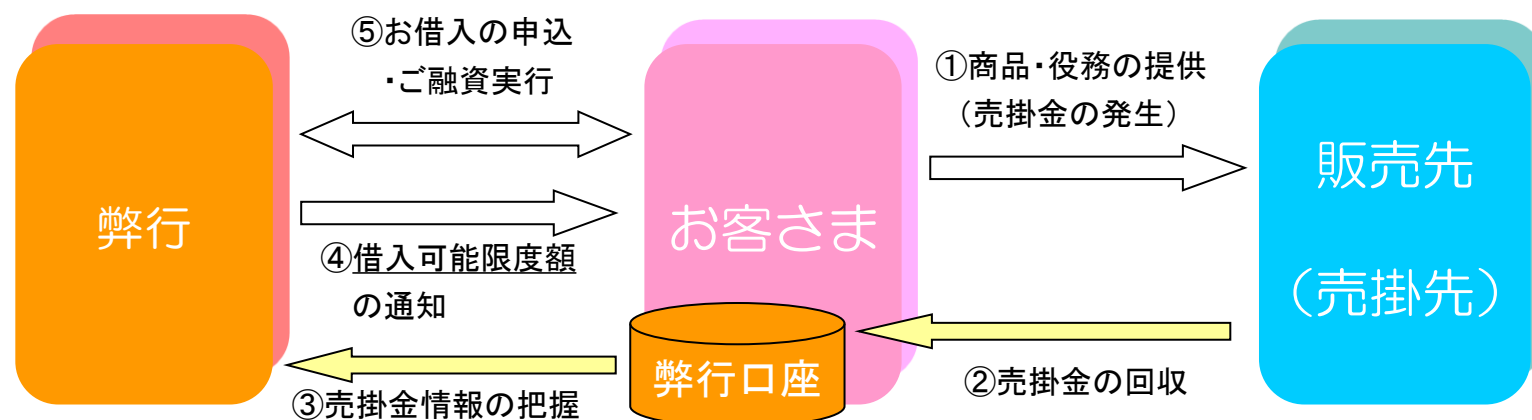 ⑤お借入の申込
・ご融資実行
①商品・役務の提供
（売掛金の発生）
弊行
お客さま
販売先
（売掛先）
④借入可能限度額
の通知
弊行口座
②売掛金の回収
③売掛金情報の把握